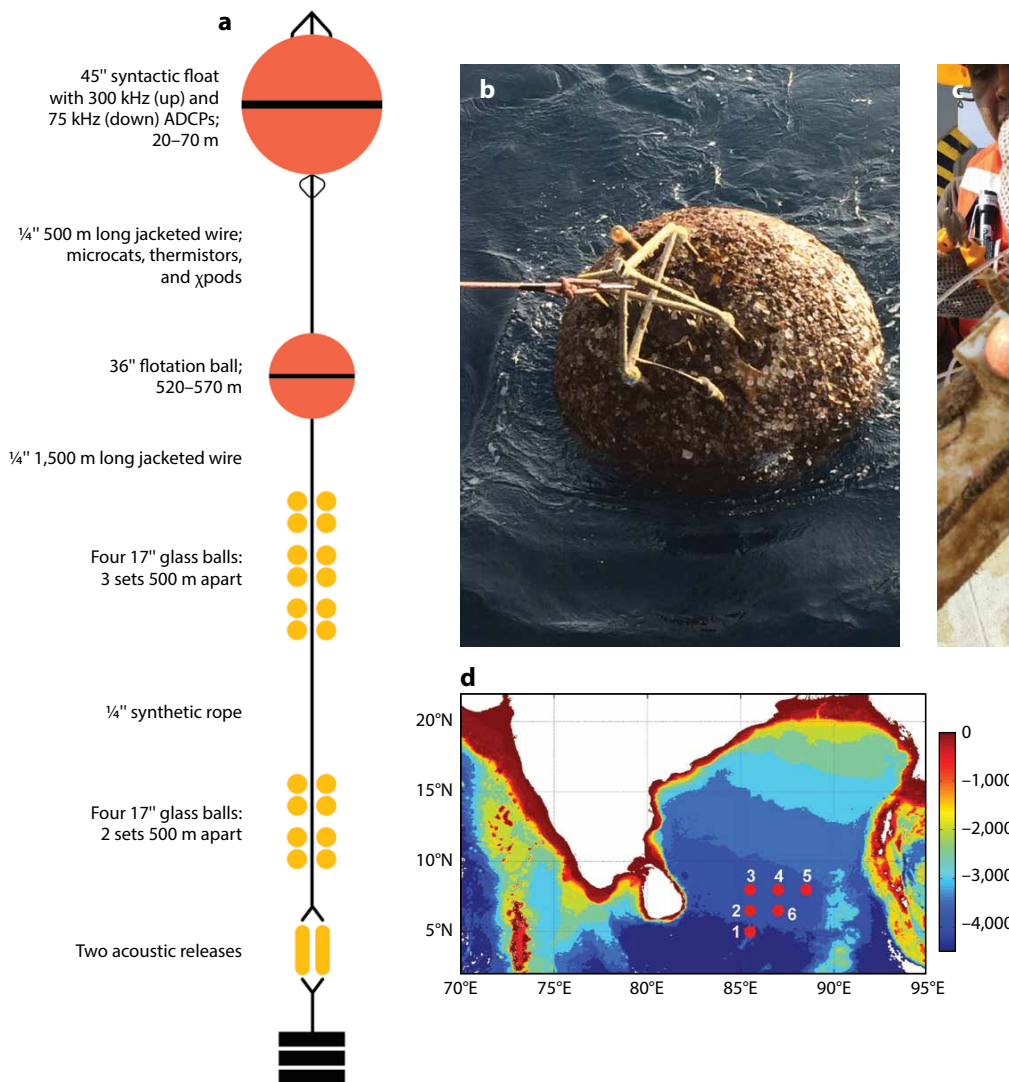 a
45" syntactic float
with 300 kHz (up) and
75 kHz (down) ADCPs;
20–70 m
¼" 500 m long jacketed wire;
microcats, thermistors,
and χpods
36" flotation ball;
520–570 m
¼" 1,500 m long jacketed wire
Four 17" glass balls:
3 sets 500 m apart
¼" synthetic rope
Four 17" glass balls:
2 sets 500 m apart
Two acoustic releases
b
c
d
20°N
15°N
10°N
5°N
70°E
75°E
80°E
85°E
90°E
95°E
3
4
5
2
6
1
0
−1,000
−2,000
−3,000
−4,000